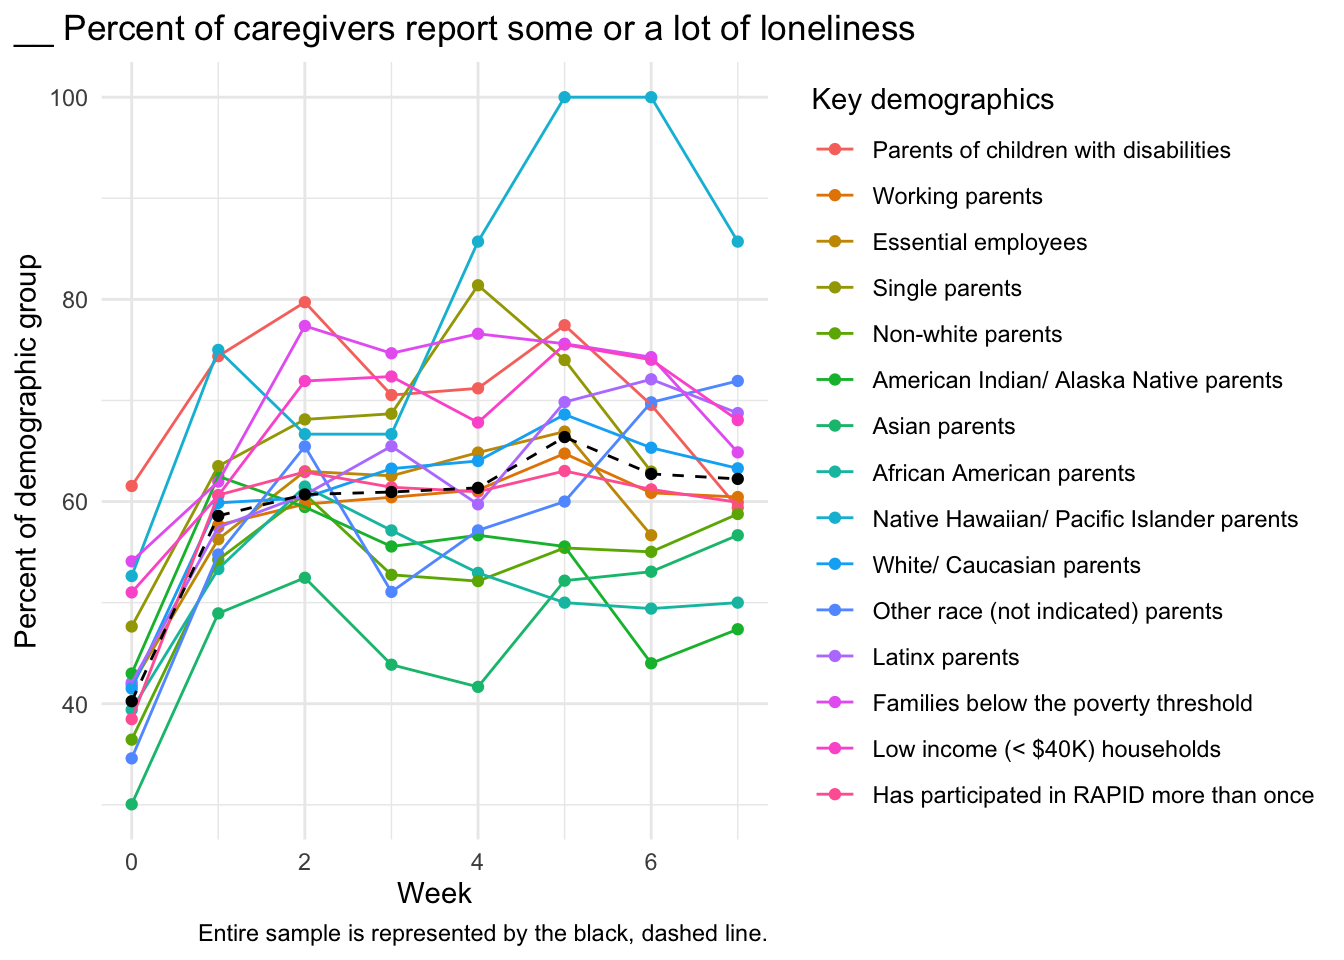 __ Percent of caregivers report some or a lot of loneliness
100
80
60
40
Percent of demographic group
0
2
4
6
Week
Entire sample is represented by the black, dashed line.
Key demographics
Parents of children with disabilities
Working parents
Essential employees
Single parents
Non-white parents
American Indian/ Alaska Native parents
Asian parents
African American parents
Native Hawaiian/ Pacific Islander parents
White/ Caucasian parents
Other race (not indicated) parents
Latinx parents
Families below the poverty threshold
Low income (< $40K) households
Has participated in RAPID more than once